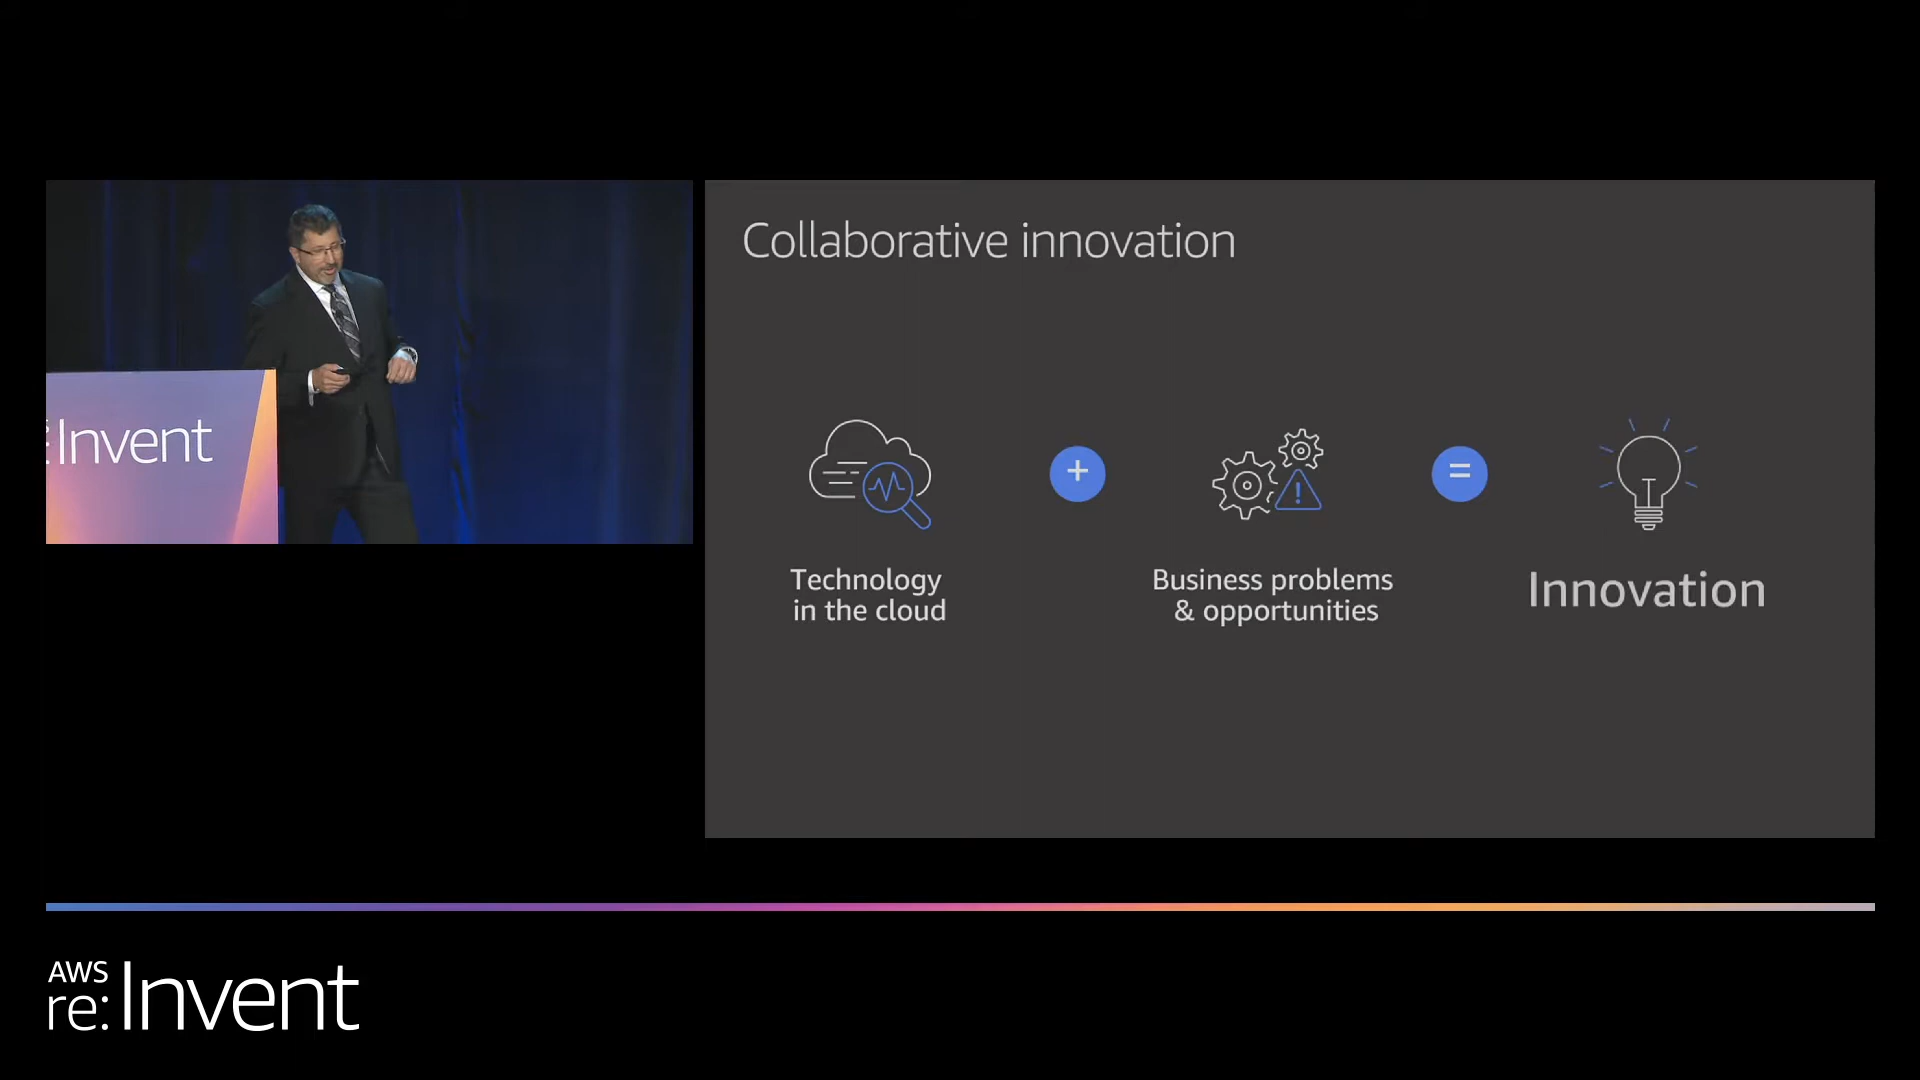 Collaborative innovation
:Invent
+
=
Technology
in the cloud
Business problems
& opportunities
Innovation
AWS
re:Invent